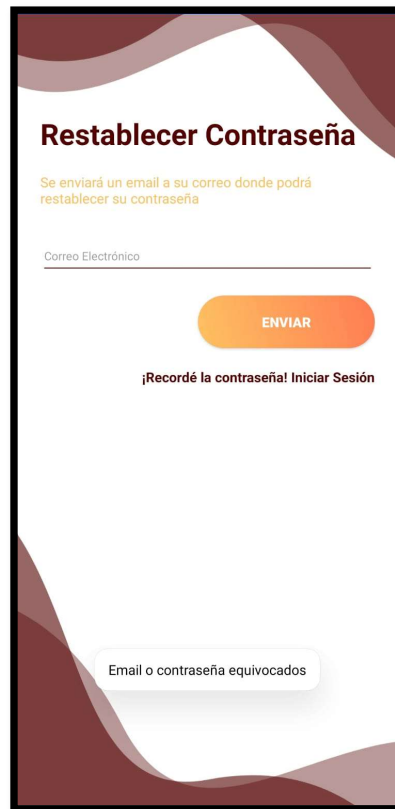 Restablecer Contraseña
Se enviará un email a su correo donde podrá
restablecer su contraseña
Correo Electrónico
ENVIAR
¡Recordé la contraseña! Iniciar Sesión
Email o contraseña equivocados